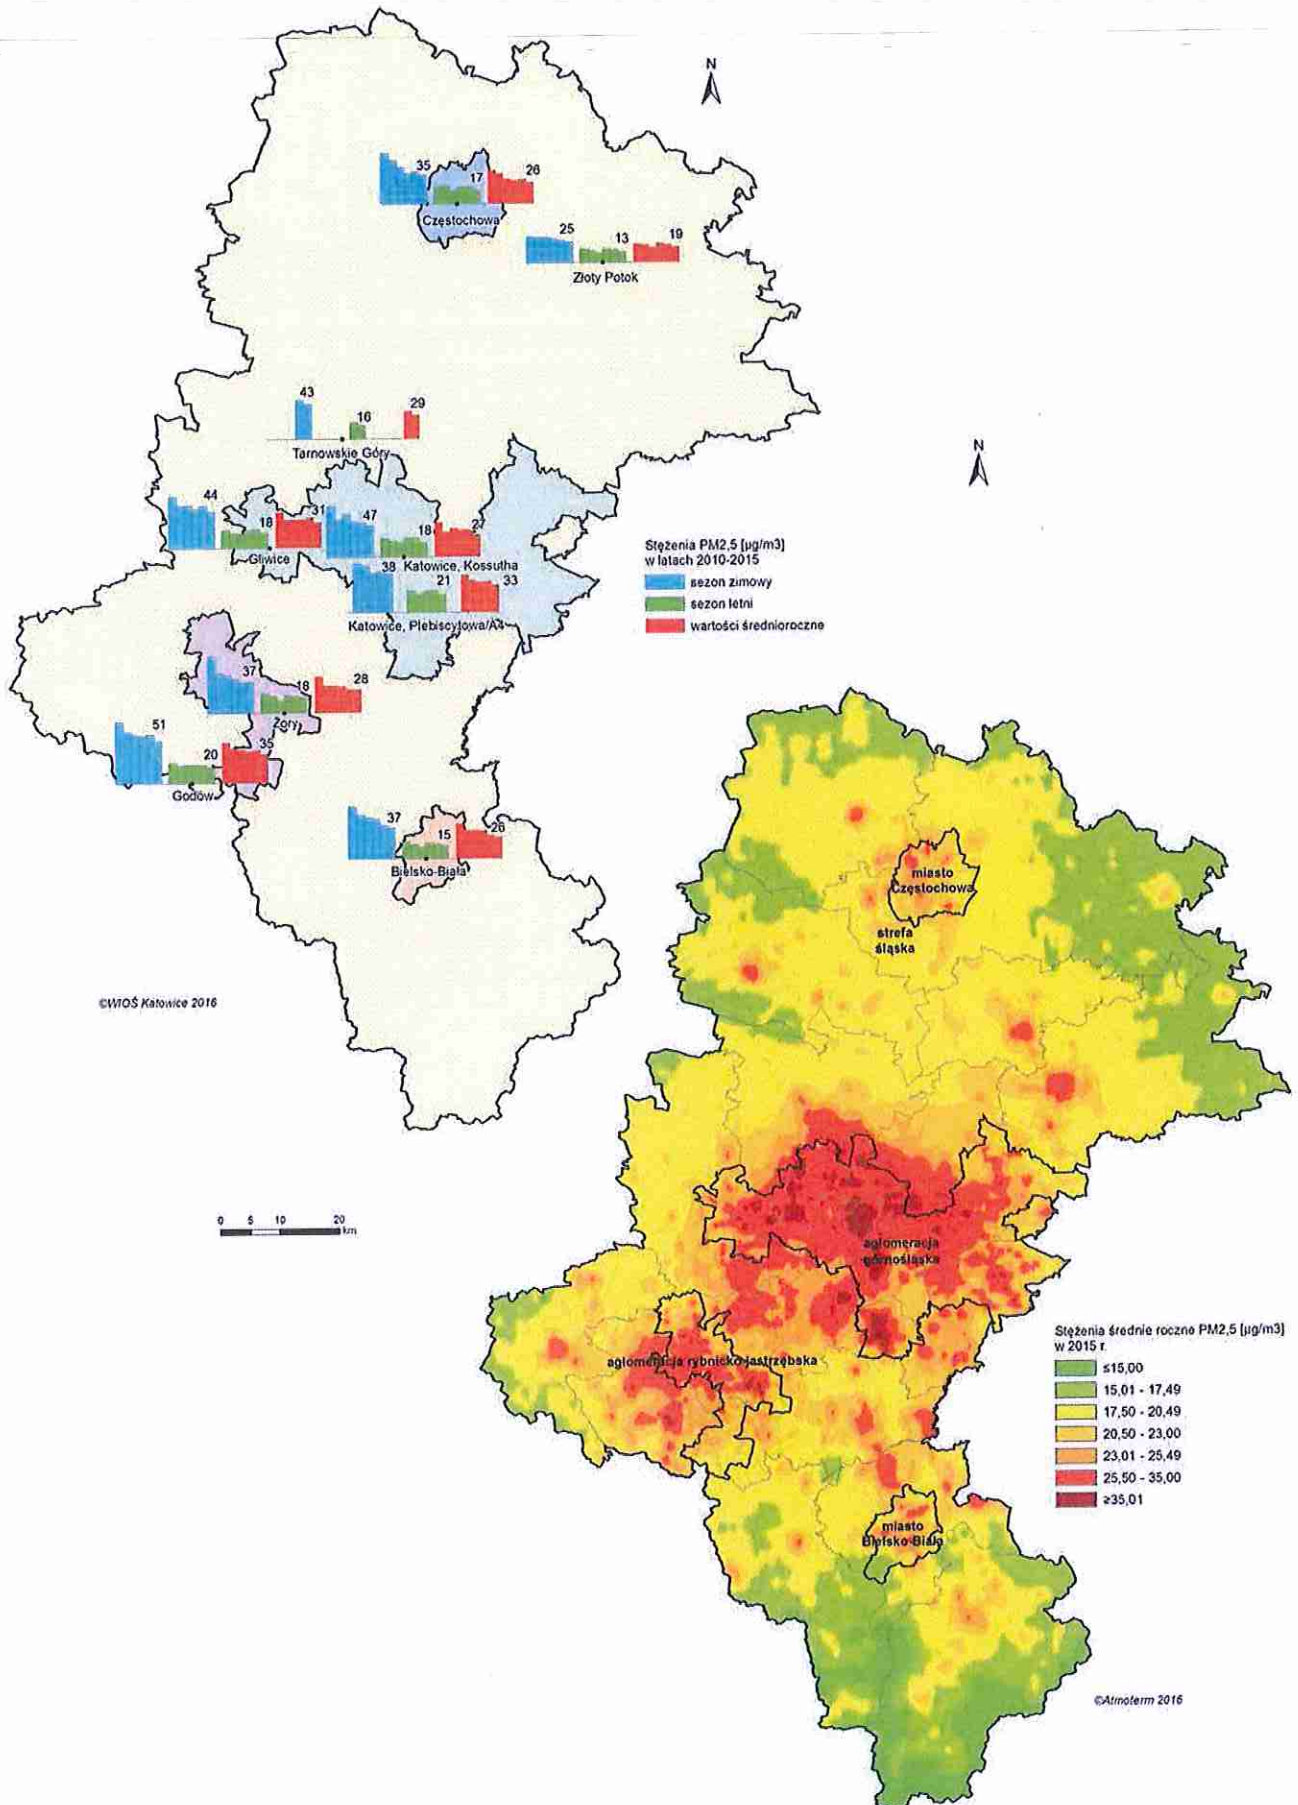 N
35
17
26
Częstochowa
25
13
19
Złoty Potok
43
16
29
Tarnowskie Góry
N
44
18
31
47
18
27
Gliwice
Katowice, Kossutha
38
21
33
Katowice, Plebiscytowa/A4
Stężenia PM2,5 [µg/m3]
w latach 2010-2015
sezon zimowy
sezon letni
wartości średnioroczne
37
18
28
Żory
51
20
35
Godów
37
15
26
Bielsko-Biała
©WIOŚ Katowice 2016
miasto
Częstochowa
strefa
śląska
0 5 10 20
km
aglomeracja
górnośląska
aglomeracja rybnicko-jastrzębska
Stężenia średnie roczne PM2,5 [µg/m3]
w 2015 r.
≤15,00
15,01 - 17,49
17,50 - 20,49
20,50 - 23,00
23,01 - 25,49
25,50 - 35,00
≥35,01
miasto
Bielsko-Biała
©Atmoterm 2016